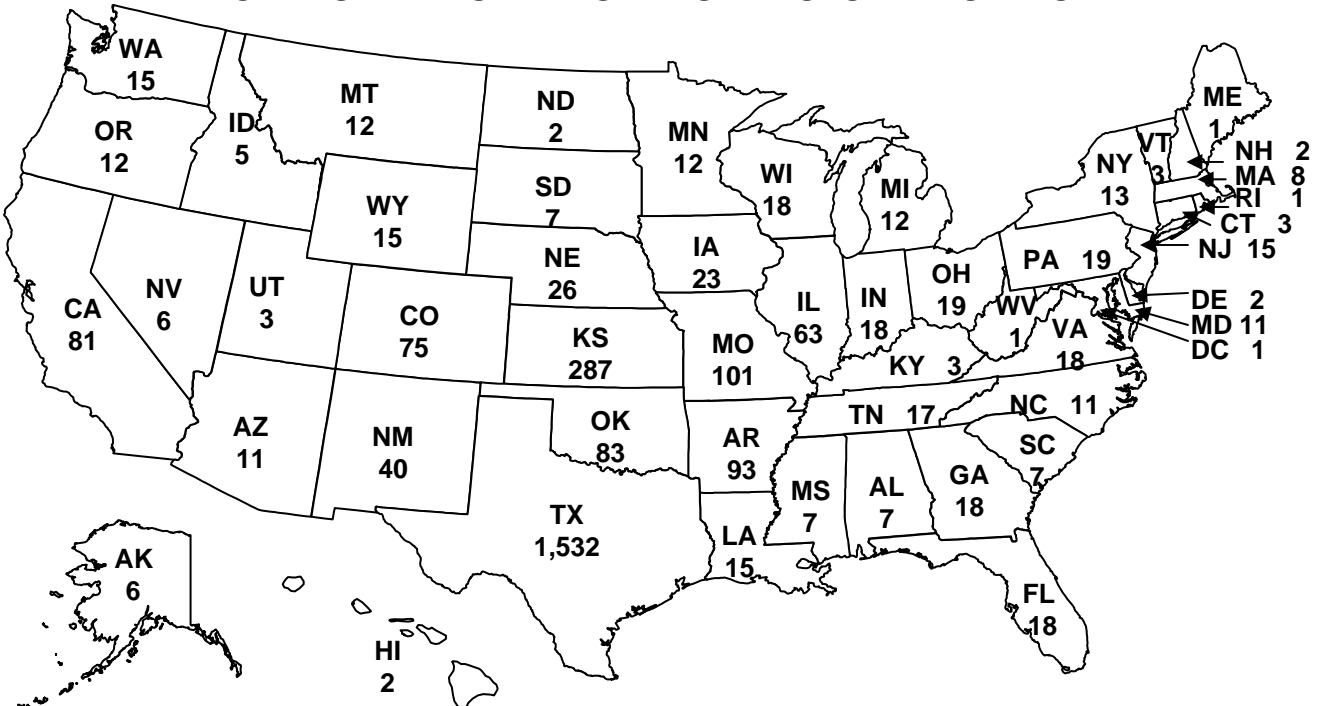 WA
15
OR
12
ID
5
MT
12
ND
2
MN
12
WI
18
MI
12
SD
7
WY
15
NE
26
IA
23
CA
81
NV
6
UT
3
CO
75
KS
287
MO
101
IL
63
IN
18
OH
19
PA 19
NY
13
VT
3
ME
1
NH 2
MA 8
RI 1
CT 3
NJ 15
DE 2
MD 11
DC 1
WV
1
VA
18
KY 3
TN 17
NC 11
SC
7
AZ
11
NM
40
OK
83
AR
93
TX
1,532
LA
15
MS
7
AL
7
GA
18
FL
18
AK
6
HI
2